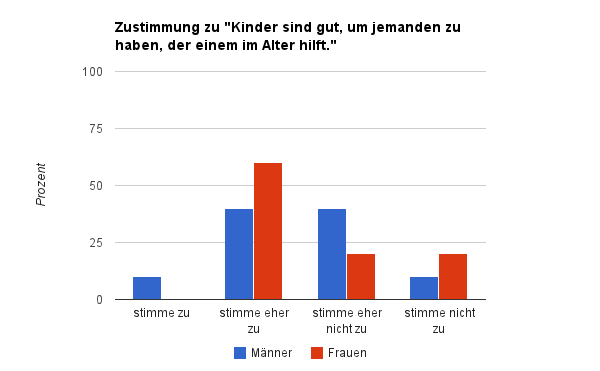 Zustimmung zu "Kinder sind gut, um jemanden zu
haben, der einem im Alter hilft."
100
75
50
25
0
Prozent
stimme zu
stimme eher
zu
stimme eher
nicht zu
stimme nicht
zu
Männer
Frauen